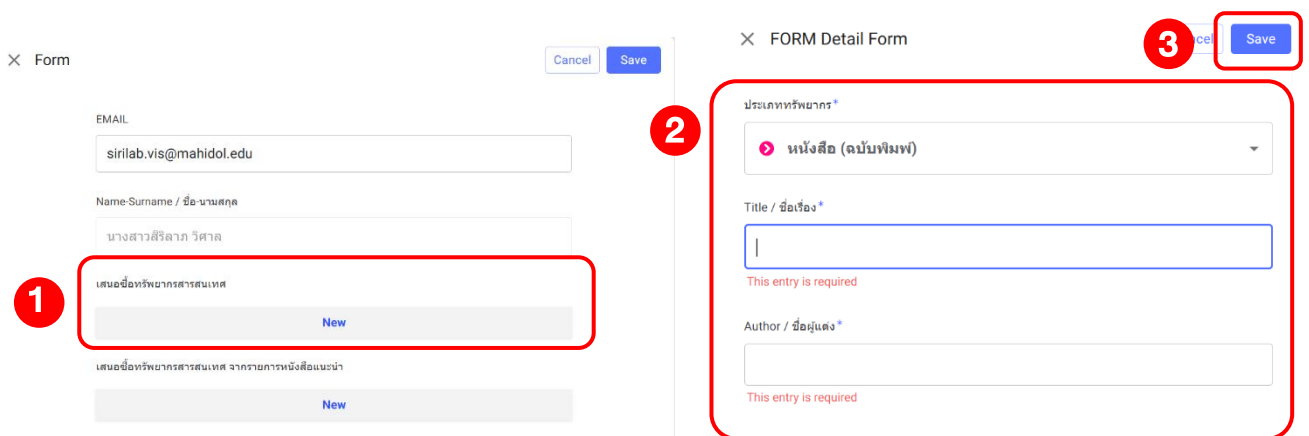 Form
Cancel
Save
EMAIL
sirilab.vis@mahidol.edu
Name-Surname / ชื่อ-นามสกุล
นางสาวสิริลาภ วิศาล
1
เสนอซื้อทรัพยากรสารสนเทศ
New
เสนอซื้อทรัพยากรสารสนเทศ จากรายการหนังสือแนะนำ
New
FORM Detail Form
3
cel
Save
2
ประเภททรัพยากร*
หนังสือ (ฉบับพิมพ์)
Title / ชื่อเรื่อง*
This entry is required
Author / ชื่อผู้แต่ง*
This entry is required